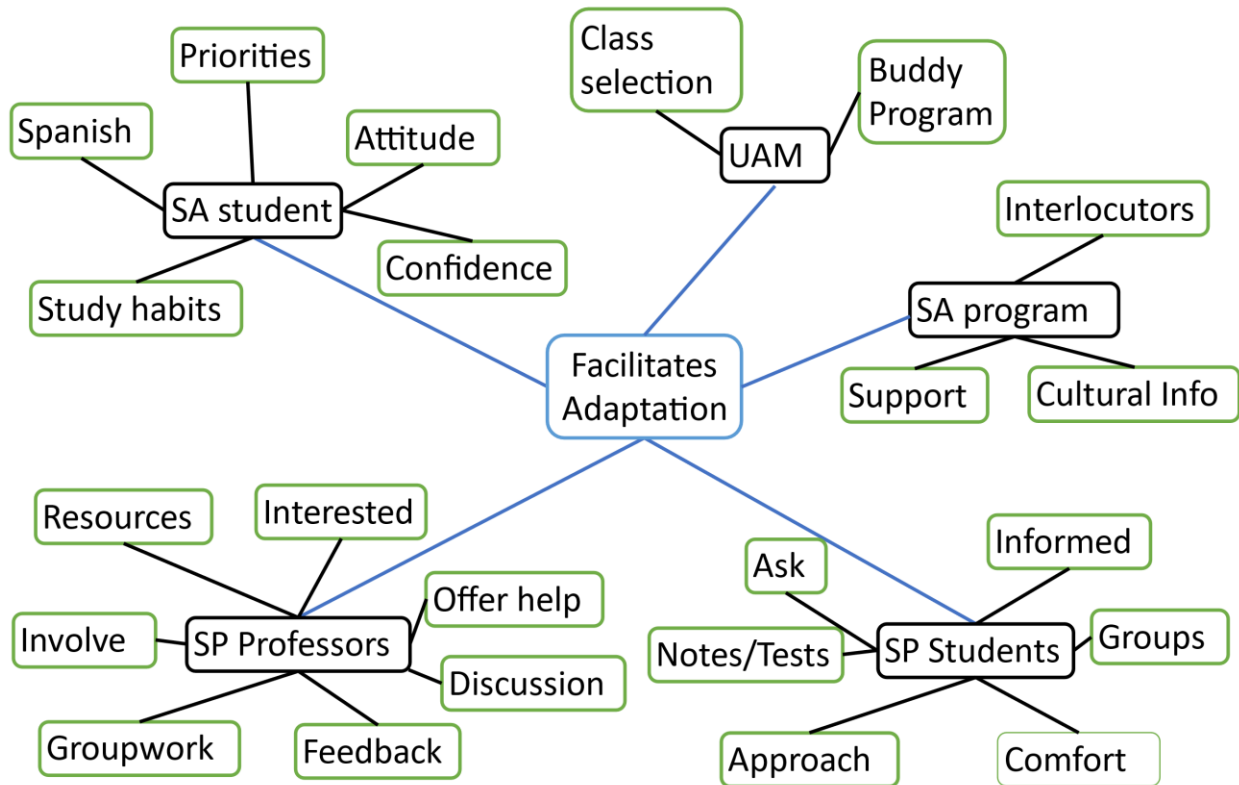 Priorities
Spanish
Attitude
SA student
Study habits
Confidence
Class
selection
Buddy
Program
UAM
Interlocutors
SA program
Support
Cultural Info
Facilitates
Adaptation
Resources
Interested
Offer help
Involve
SP Professors
Discussion
Groupwork
Feedback
Informed
Ask
Groups
Notes/Tests
SP Students
Approach
Comfort